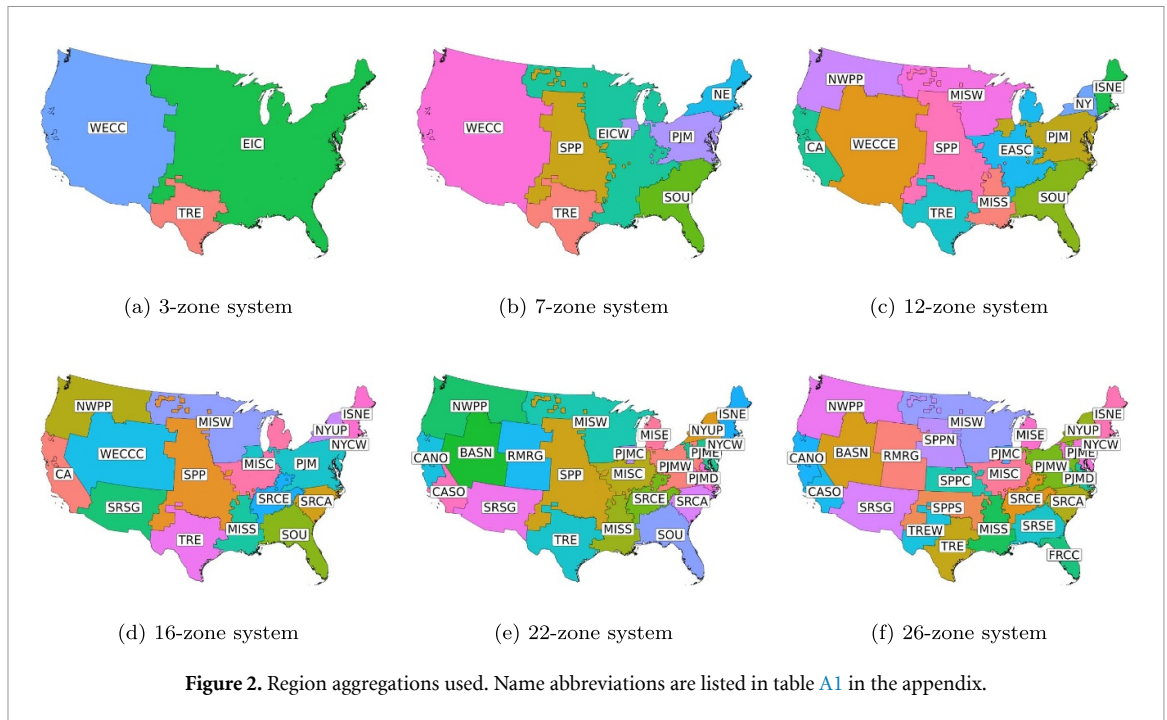 WECC
EIC
TRE
(a) 3-zone system
WECC
SPP
EICW
NE
PJM
SOU
TRE
(b) 7-zone system
NWPP
MISW
ISNE
NY
CA
WECCE
SPP
EASC
PJM
MISS
SOU
TRE
(c) 12-zone system
NWPP
MISW
ISNE
NYUP
NYCW
WECCC
MISC
PJM
CA
SPP
SRCE
SRCA
SRSG
MISS
SOU
TRE
(d) 16-zone system
NWPP
MISW
MISE
ISNE
NYUP
NYCW
CANO
BASN
RMRG
PJMC
PJME
PJMW
SPP
MISC
PJMD
CASO
SRSG
SRCE
SRCA
MISS
TRE
SOU
(e) 22-zone system
NWPP
MISW
MISE
ISNE
NYUP
NYCW
SPPN
CANO
BASN
RMRG
PJMC
PJME
PJMW
MISC
PJMD
SPPC
CASO
SRSG
SPPS
SRCE
SRCA
TREW
TRE
MISS
SRSE
FRCC
(f) 26-zone system
Figure 2. Region aggregations used. Name abbreviations are listed in table A1 in the appendix.